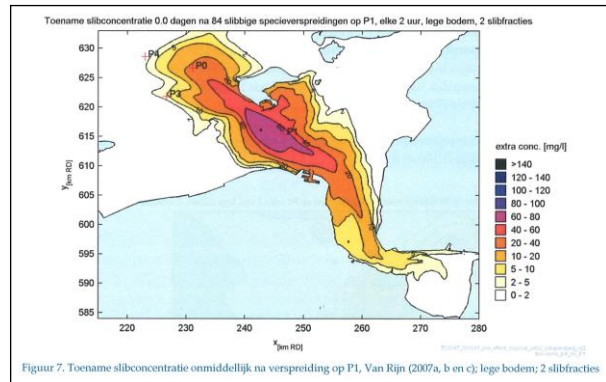 Toename slibconcentratie 0.0 dagen na 84 slibbige specieverspreidingen op P1, elke 2 uur, lege bodem, 2 slibfracties
630
625
620
615
610
605
600
595
590
585
y [km RD]
220
230
240
250
260
270
280
x [km RD]
P4
P0
P3
P1
extra conc. [mg/l]
>140
120 - 140
100 - 120
80 - 100
60 - 80
40 - 60
20 - 40
10 - 20
5 - 10
2 - 5
0 - 2
Figuur 7. Toename slibconcentratie onmiddellijk na verspreiding op P1, Van Rijn (2007a, b en c); lege bodem; 2 slibfracties